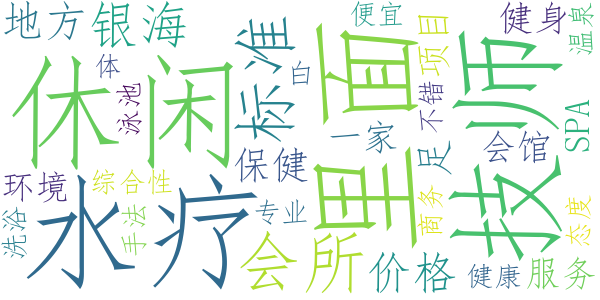 地方
银海
标准
里面
项目
便宜
技师
健身
温泉
休闲
体
泳池
白
一家
不错
足
会馆
SPA
环境
综合性
保健
水疗
洗浴
手法
专业
会所
价格
商务
健康
服务
态度